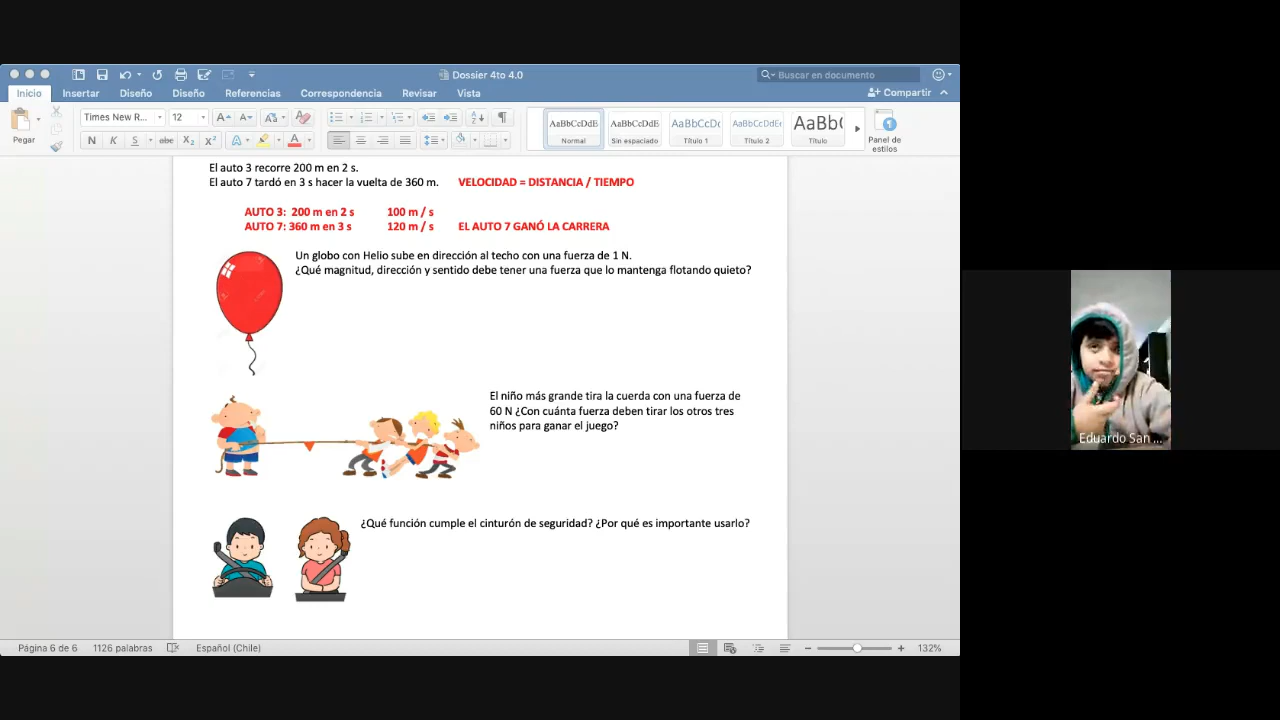 Dossier 4to 4.0
Buscar en documento
Inicio
Insertar
Diseño
Diseño
Referencias
Correspondencia
Revisar
Vista
Compartir
Pegar
Times New R...
12
N K S abc X₂ X²
AaBbCcDdE
Normal
AaBbCcDdE
Sin espaciado
AaBbCcDc
Título 1
AaBbCcDdEe
Título 2
AaBb(
Título
Panel de
estilos
El auto 3 recorre 200 m en 2 s.
El auto 7 tardó en 3 s hacer la vuelta de 360 m. VELOCIDAD = DISTANCIA / TIEMPO
AUTO 3: 200 m en 2 s 100 m / s
AUTO 7: 360 m en 3 s 120 m / s EL AUTO 7 GANÓ LA CARRERA
Un globo con Helio sube en dirección al techo con una fuerza de 1 N.
¿Qué magnitud, dirección y sentido debe tener una fuerza que lo mantenga flotando quieto?
El niño más grande tira la cuerda con una fuerza de
60 N ¿Con cuánta fuerza deben tirar los otros tres
niños para ganar el juego?
¿Qué función cumple el cinturón de seguridad? ¿Por qué es importante usarlo?
Página 6 de 6
1126 palabras
Español (Chile)
132%
Eduardo San ...